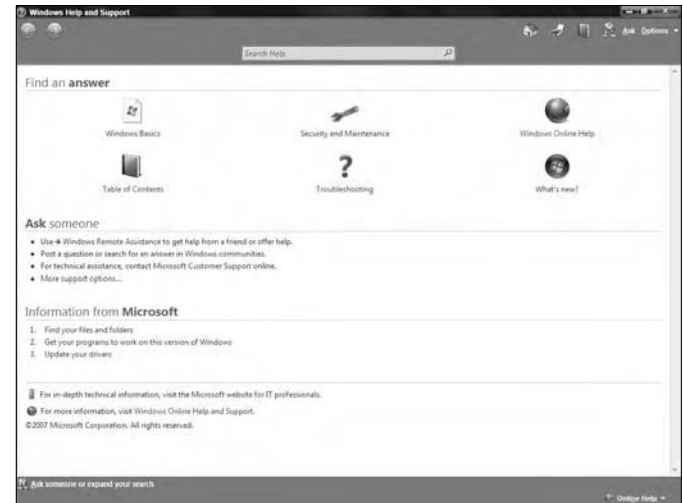 Windows Help and Support
Ask Options
Search Help
Find an answer
Windows Basics
Security and Maintenance
Windows Online Help
Table of Contents
Troubleshooting
What's new?
Ask someone
• Use → Windows Remote Assistance to get help from a friend or offer help.
• Post a question or search for an answer in Windows communities.
• For technical assistance, contact Microsoft Customer Support online.
• More support options...
Information from Microsoft
1. Find your files and folders
2. Get your programs to work on this version of Windows
3. Update your drivers
For in-depth technical information, visit the Microsoft website for IT professionals.
For more information, visit Windows Online Help and Support.
©2007 Microsoft Corporation. All rights reserved.
Ask someone or expand your search
Online Help